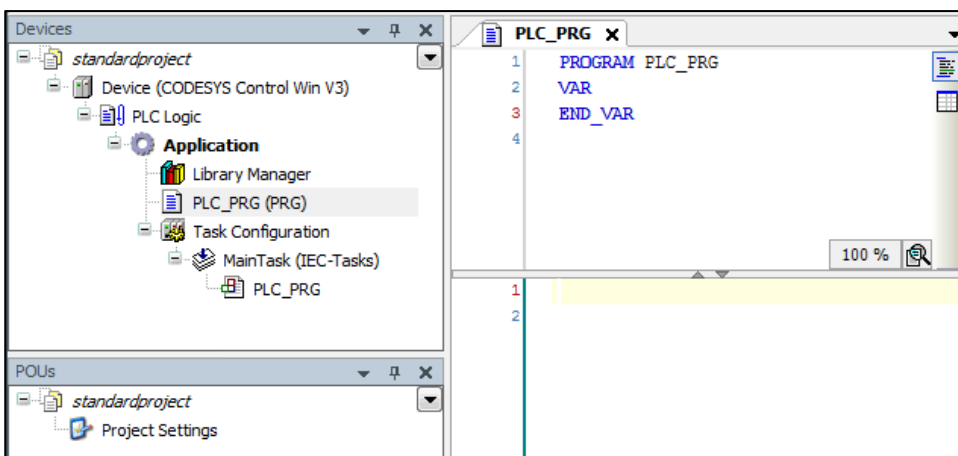 Devices
standardproject
Device (CODESYS Control Win V3)
PLC Logic
Application
Library Manager
PLC_PRG (PRG)
Task Configuration
MainTask (IEC-Tasks)
PLC_PRG
POUs
standardproject
Project Settings
PLC_PRG
1 PROGRAM PLC_PRG
2 VAR
3 END_VAR
4
100 %
1
2